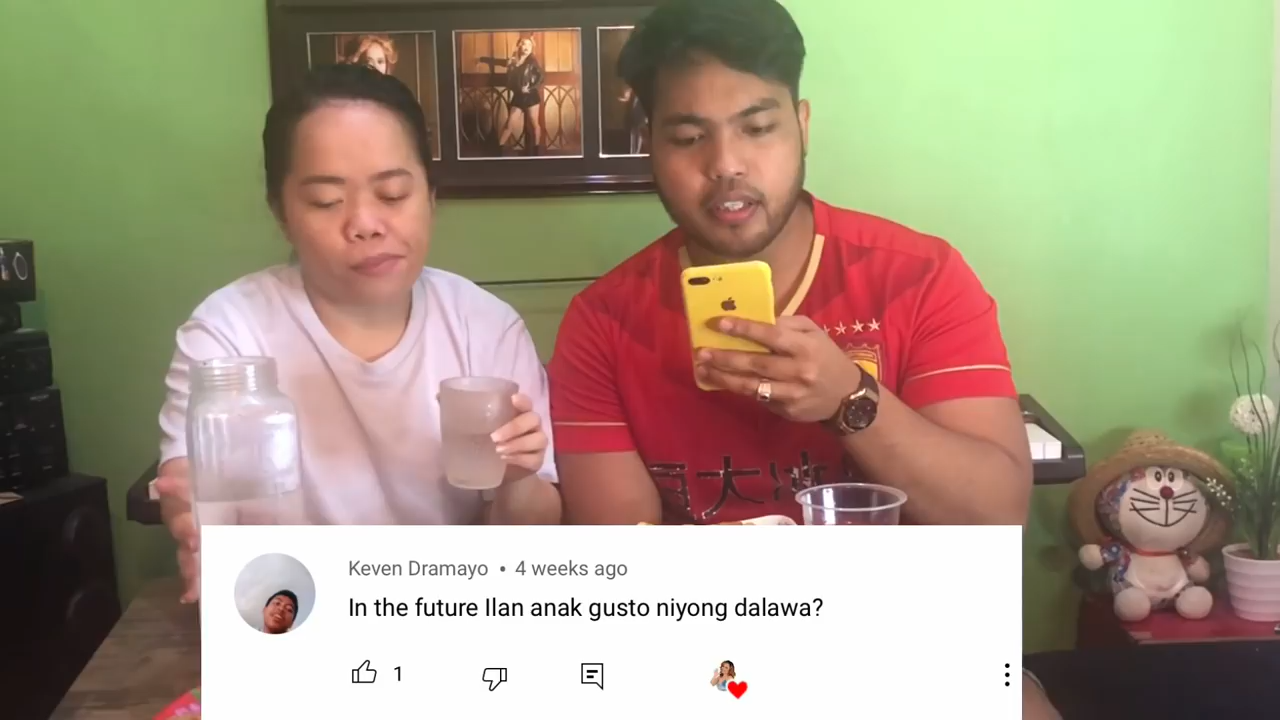 Keven Dramayo • 4 weeks ago
In the future Ilan anak gusto niyong dalawa?
1